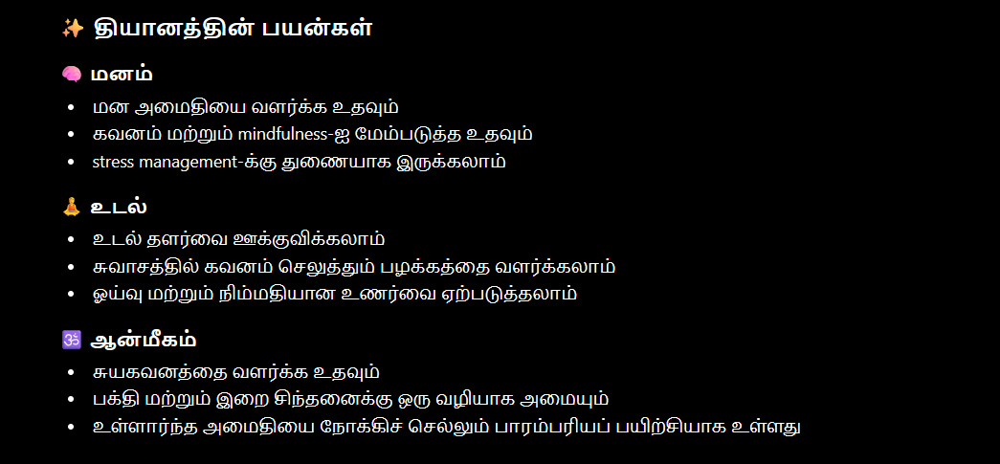 ✨ தியானத்தின் பயன்கள்
🧠 மனம்
• மன அமைதியை வளர்க்க உதவும்
• கவனம் மற்றும் mindfulness-ஐ மேம்படுத்த உதவும்
• stress management-க்கு துணையாக இருக்கலாம்
🧘 உடல்
• உடல் தளர்வை ஊக்குவிக்கலாம்
• சுவாசத்தில் கவனம் செலுத்தும் பழக்கத்தை வளர்க்கலாம்
• ஓய்வு மற்றும் நிம்மதியான உணர்வை ஏற்படுத்தலாம்
🕉️ ஆன்மீகம்
• சுயகவனத்தை வளர்க்க உதவும்
• பக்தி மற்றும் இறை சிந்தனைக்கு ஒரு வழியாக அமையும்
• உள்ளார்ந்த அமைதியை நோக்கிச் செல்லும் பாரம்பரியப் பயிற்சியாக உள்ளது